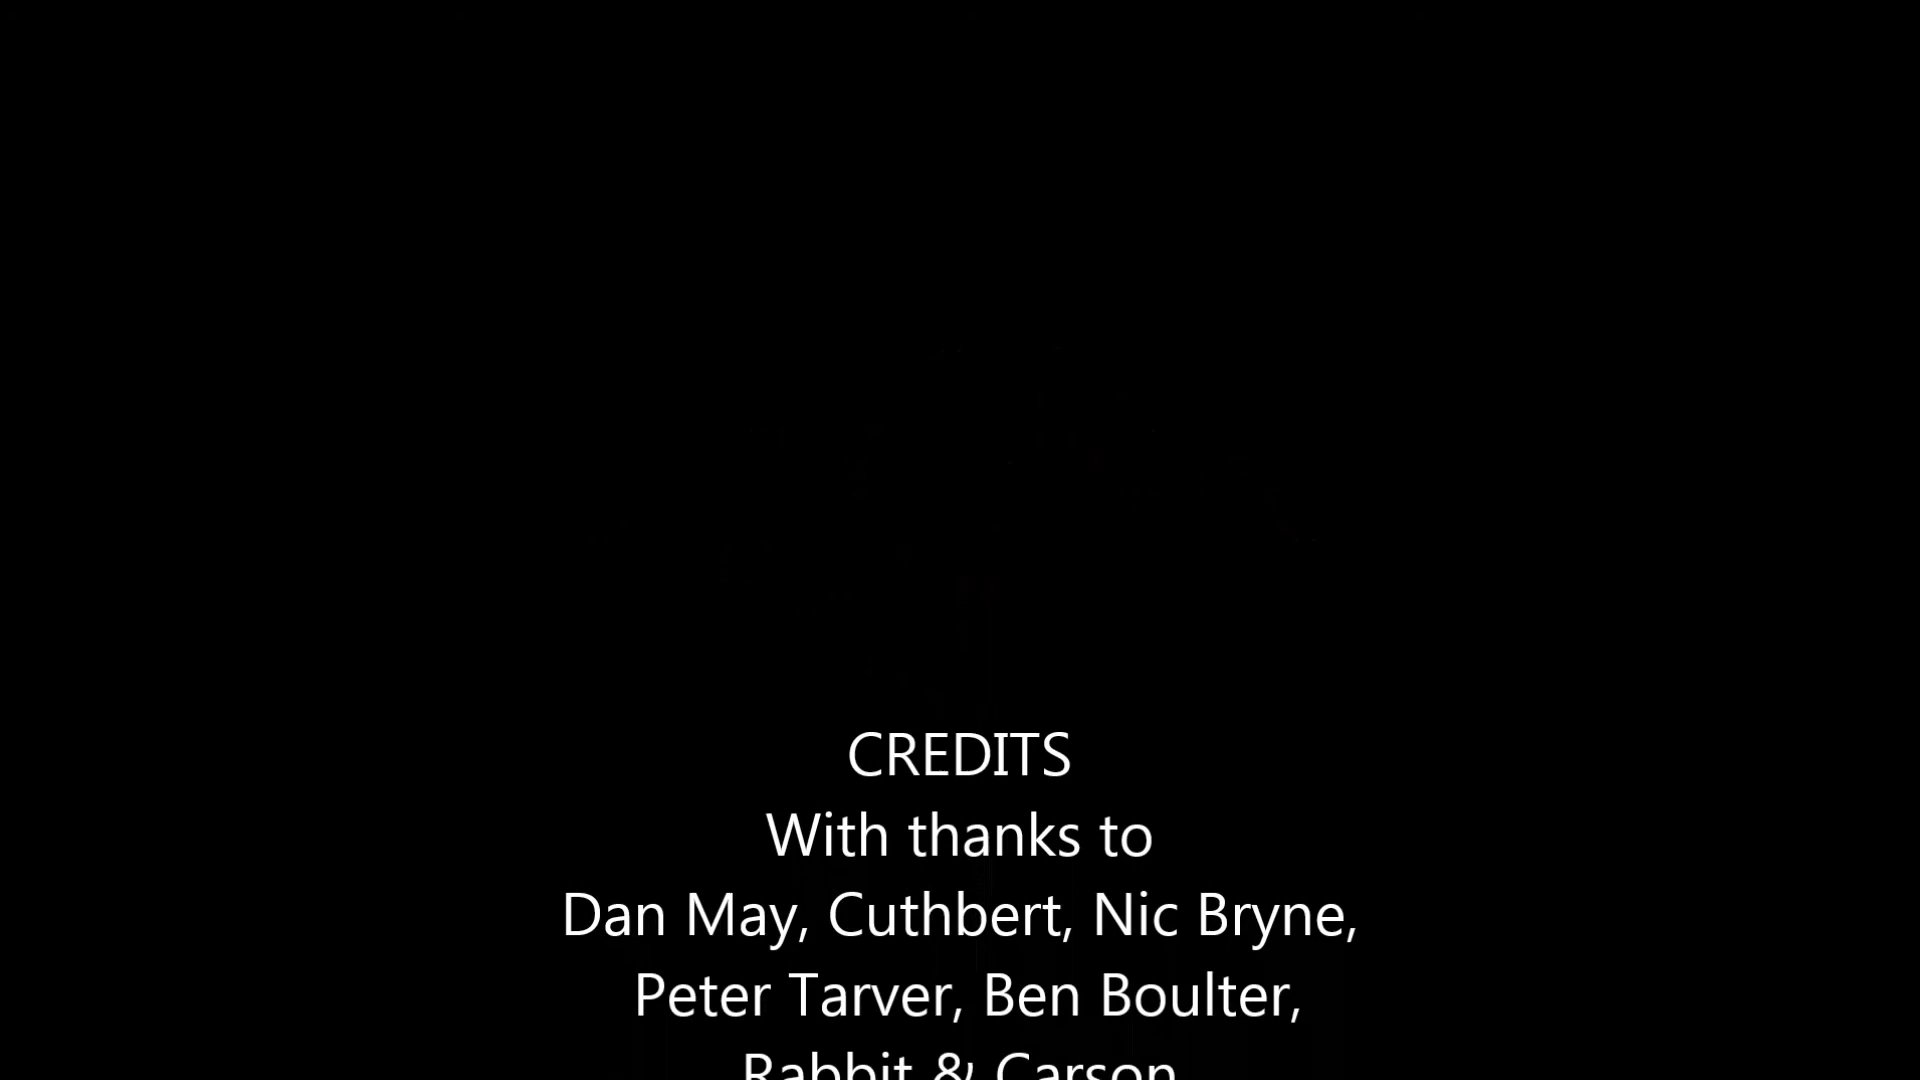 CREDITS
With thanks to
Dan May, Cuthbert, Nic Bryne,
Peter Tarver, Ben Boulter,
Rabbit & Carson